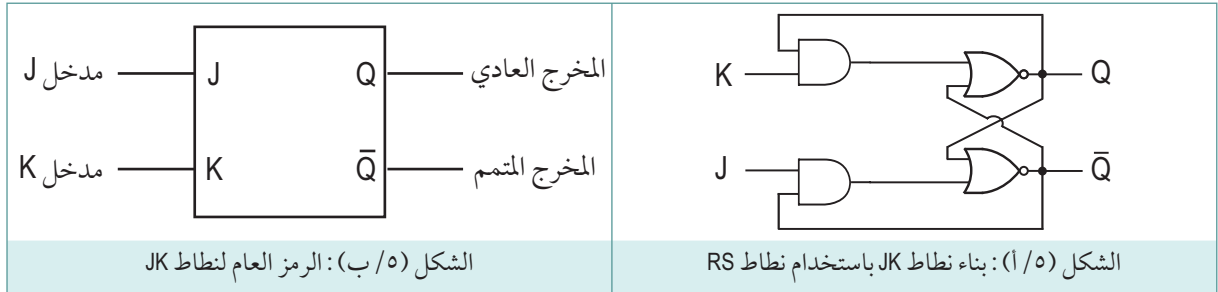 K
Q
J
Q̄
الشكل (٥/ أ): بناء نطاط JK باستخدام نطاط RS
مدخل J
J
Q
المخرج العادي
مدخل K
K
Q̄
المخرج المتمم
الشكل (٥/ ب): الرمز العام لنطاط JK